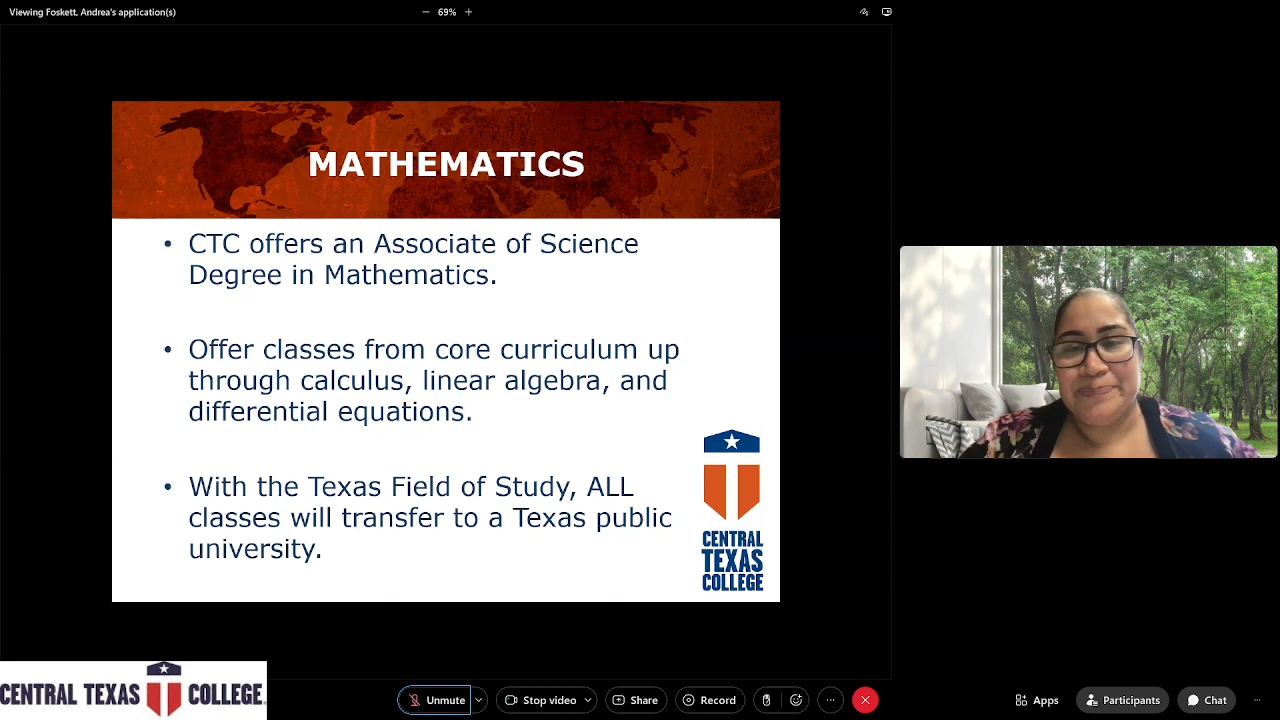 Viewing Foskett, Andrea's application(s)
69%
MATHEMATICS
• CTC offers an Associate of Science
Degree in Mathematics.
• Offer classes from core curriculum up
through calculus, linear algebra, and
differential equations.
• With the Texas Field of Study, ALL
classes will transfer to a Texas public
university.
CENTRAL
TEXAS
COLLEGE
CENTRAL TEXAS COLLEGE
Unmute
Stop video
Share
Record
Apps
Participants
Chat